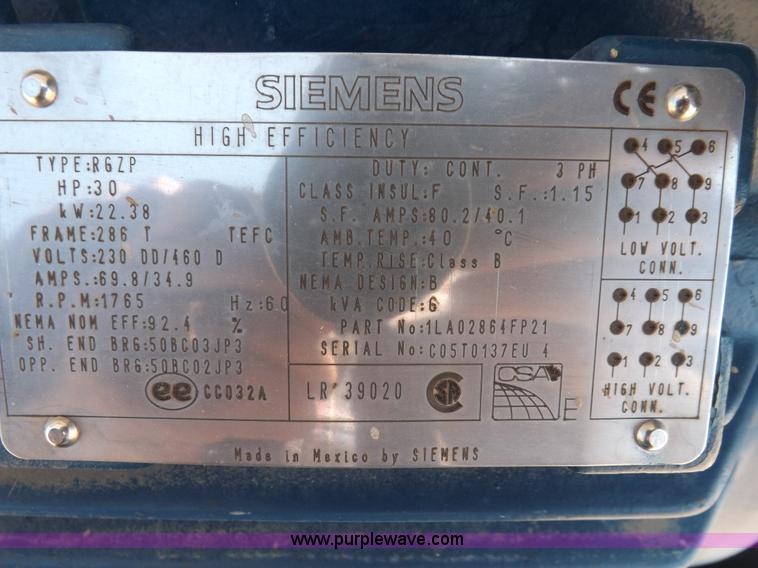 SIEMENS CE
HIGH EFFICIENCY
TYPE:RGZP
HP:30
kW:22.38
FRAME:286 T TEFC
VOLTS:230 DD/460 D
AMPS.:69.8/34.9
R.P.M:1765 Hz:60
NEMA NOM EFF:92.4 %
SH. END BRG:50BC03JP3
OPP. END BRG:50BC02JP3
ee CC032A
DUTY: CONT. 3 PH
CLASS INSUL:F S.F.:1.15
S.F. AMPS:80.2/40.1
AMB.TEMP.:40 °C
TEMP.RISE:Class B
NEMA DESIGN:B
kVA CODE:G
PART No:1LA02864FP21
SERIAL No:C05T0137EU 4
LR 39020 SA CSA E
4 5 6
7 8 9
1 2 3
LOW VOLT.
CONN.
4 5 6
7 8 9
1 2 3
HIGH VOLT.
CONN.
Made in Mexico by SIEMENS
www.purplewave.com